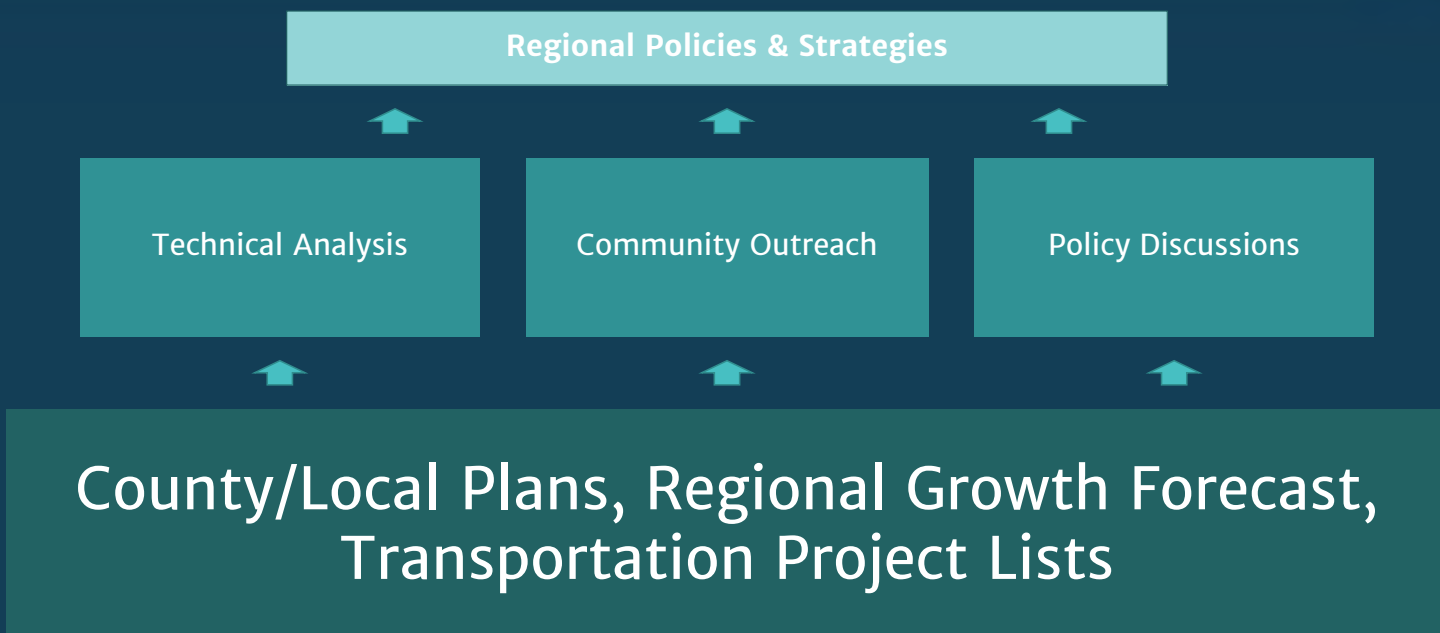 Regional Policies & Strategies
Technical Analysis
Community Outreach
Policy Discussions
County/Local Plans, Regional Growth Forecast,
Transportation Project Lists